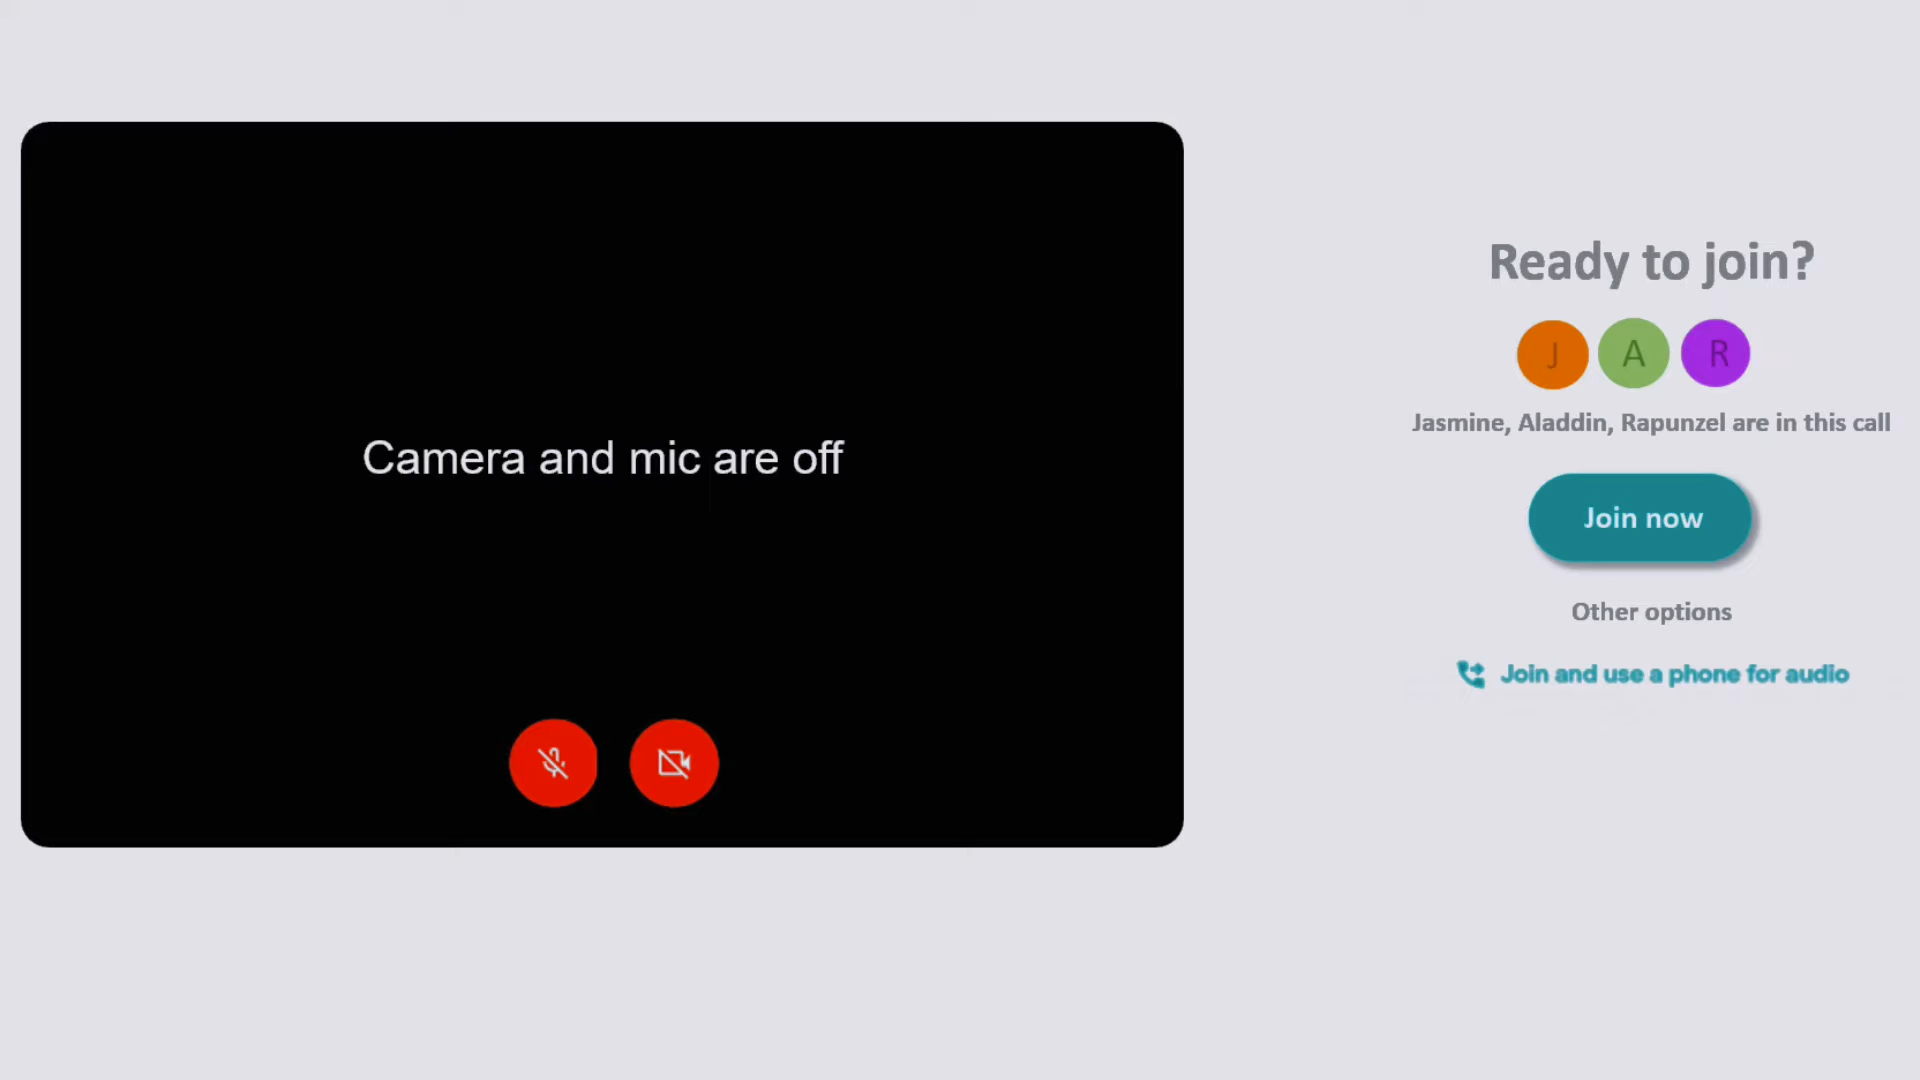 Camera and mic are off
Ready to join?
J A R
Jasmine, Aladdin, Rapunzel are in this call
Join now
Other options
Join and use a phone for audio